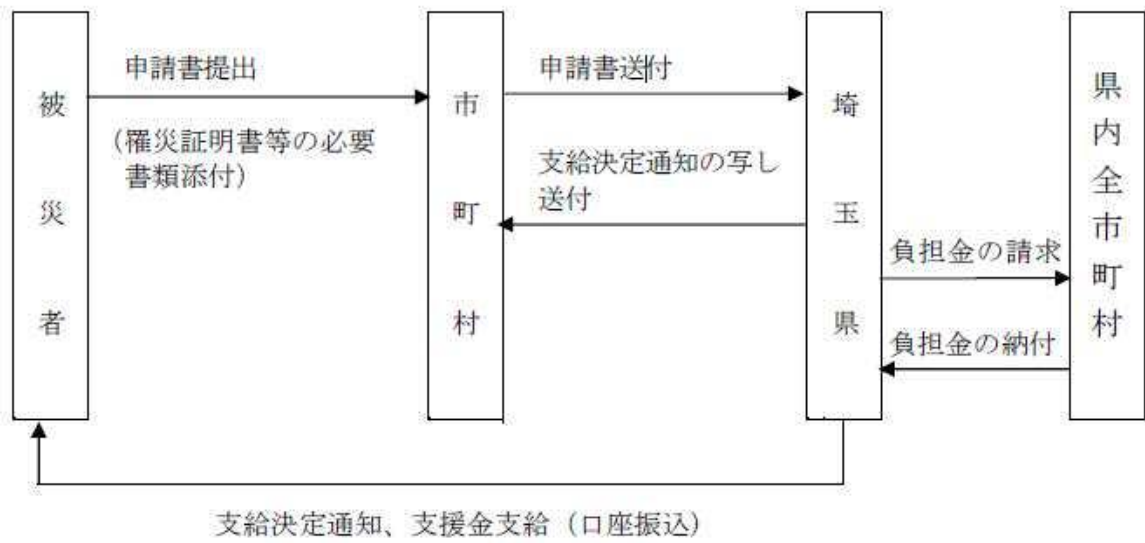 被災者
申請書提出
（罹災証明書等の必要
書類添付）
市町村
申請書送付
支給決定通知の写し
送付
埼玉県
負担金の請求
負担金の納付
県内全市町村
支給決定通知、支援金支給（口座振込）